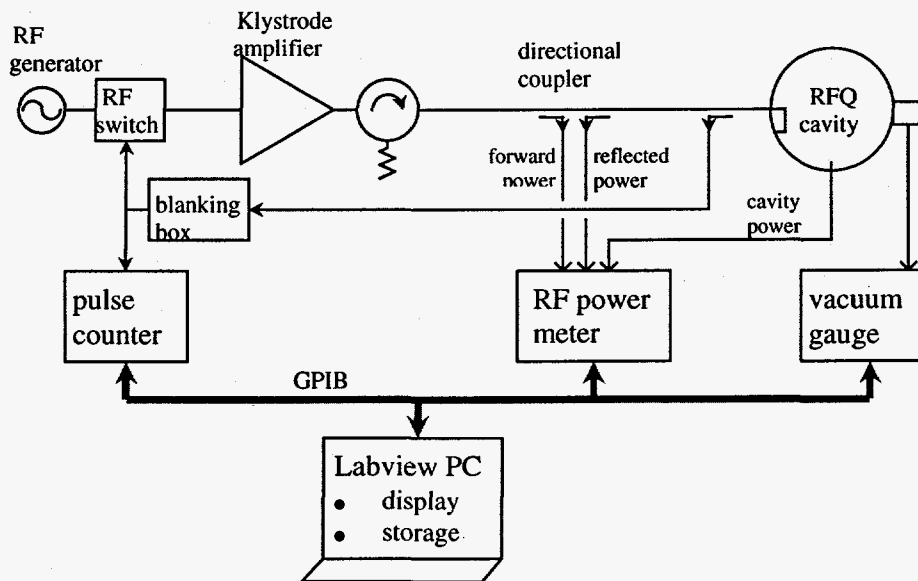 RF
generator
RF
switch
Klystrode
amplifier
directional
coupler
RFQ
cavity
forward
nower
reflected
power
cavity
power
blanking
box
pulse
counter
RF power
meter
vacuum
gauge
GPIB
Labview PC
• display
• storage